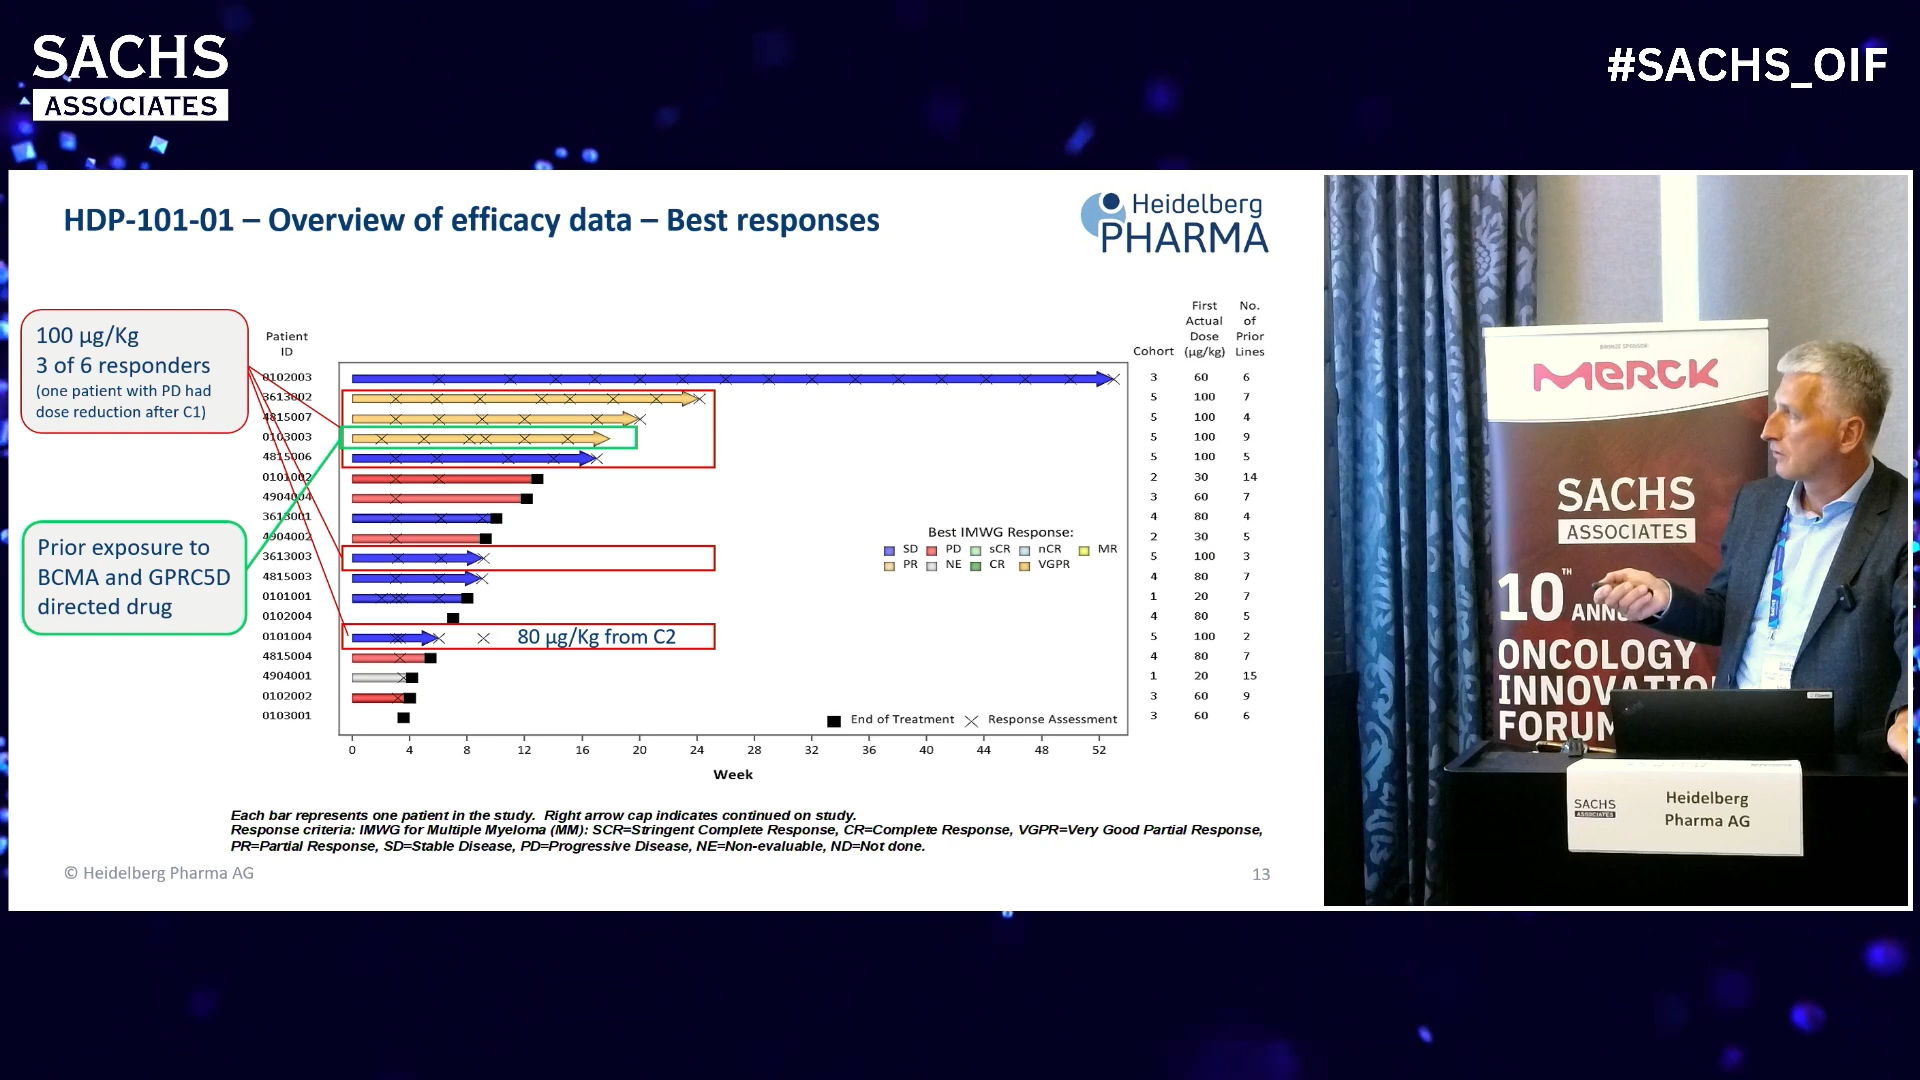 SACHS
ASSOCIATES
#SACHS_OIF
HDP-101-01 – Overview of efficacy data – Best responses
Heidelberg
PHARMA
100 µg/Kg
3 of 6 responders
(one patient with PD had
dose reduction after C1)
Prior exposure to
BCMA and GPRC5D
directed drug
Patient
ID
Cohort
First
Actual
Dose
(µg/kg)
No.
of
Prior
Lines
0102003 3 60 6
3613002 5 100 7
4815007 5 100 4
0103003 5 100 9
4815006 5 100 5
0101002 2 30 14
4904004 3 60 7
3613001 4 80 4
4904002 2 30 5
3613003 5 100 3
4815003 4 80 7
0101001 1 20 7
0102004 4 80 5
0101004 80 µg/Kg from C2 5 100 2
4815004 4 80 7
4904001 1 20 15
0102002 3 60 9
0103001 3 60 6
Best IMWG Response:
SD PD sCR nCR MR
PR NE CR VGPR
End of Treatment Response Assessment
0 4 8 12 16 20 24 28 32 36 40 44 48 52
Week
Each bar represents one patient in the study. Right arrow cap indicates continued on study.
Response criteria: IMWG for Multiple Myeloma (MM): SCR=Stringent Complete Response, CR=Complete Response, VGPR=Very Good Partial Response,
PR=Partial Response, SD=Stable Disease, PD=Progressive Disease, NE=Non-evaluable, ND=Not done.
© Heidelberg Pharma AG
13
MERCK
SACHS
ASSOCIATES
10TH ANN
ONCOLOGY
INNOVATIO
FORUM
SACHS
ASSOCIATES
Heidelberg
Pharma AG